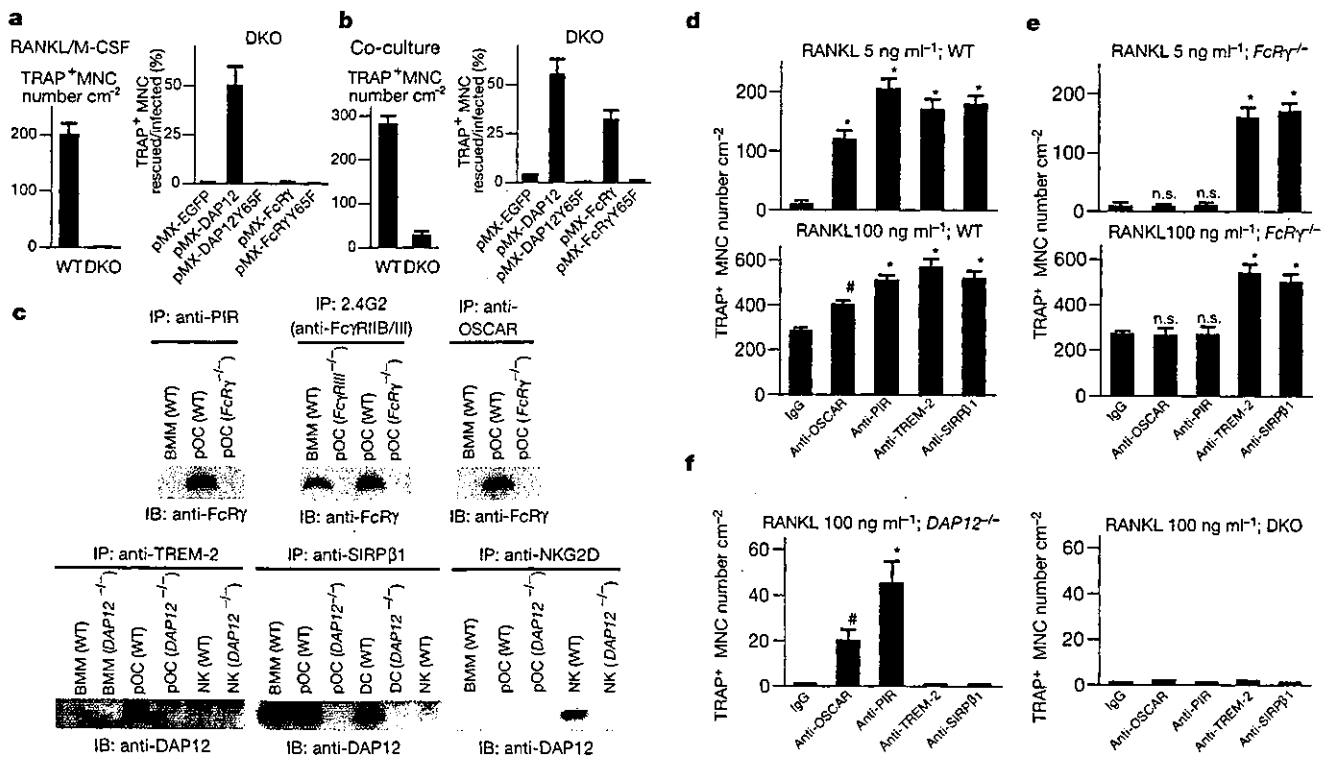 a
RANKL/M-CSF
TRAP⁺MNC
number cm⁻²
200
100
0
WT DKO
DKO
TRAP⁺ MNC
rescued/infected (%)
50
25
0
pMX-EGFP
pMX-DAP12
pMX-DAP12Y65F
pMX-FcRγ
pMX-FcRγY65F
b
Co-culture
TRAP⁺MNC
number cm⁻²
300
200
100
0
WT DKO
DKO
TRAP⁺ MNC
rescued/infected (%)
50
25
0
pMX-EGFP
pMX-DAP12
pMX-DAP12Y65F
pMX-FcRγ
pMX-FcRγY65F
c
IP: anti-PIR
BMM (WT)
pOC (WT)
pOC (FcRγ⁻/⁻)
IB: anti-FcRγ
IP: 2.4G2
(anti-FcγRIIB/III)
BMM (WT)
pOC (FcγRIII⁻/⁻)
pOC (WT)
pOC (FcRγ⁻/⁻)
IB: anti-FcRγ
IP: anti-
OSCAR
BMM (WT)
pOC (WT)
pOC (FcRγ⁻/⁻)
IB: anti-FcRγ
IP: anti-TREM-2
BMM (WT)
BMM (DAP12⁻/⁻)
pOC (WT)
pOC (DAP12⁻/⁻)
NK (WT)
NK (DAP12⁻/⁻)
IB: anti-DAP12
IP: anti-SIRPβ1
BMM (WT)
pOC (WT)
pOC (DAP12⁻/⁻)
DC (WT)
DC (DAP12⁻/⁻)
NK (WT)
IB: anti-DAP12
IP: anti-NKG2D
BMM (WT)
pOC (WT)
pOC (DAP12⁻/⁻)
NK (WT)
NK (DAP12⁻/⁻)
IB: anti-DAP12
d
RANKL 5 ng ml⁻¹; WT
TRAP⁺ MNC number cm⁻²
200
100
0
* * * *
RANKL100 ng ml⁻¹; WT
600
400
200
0
# * * *
IgG
Anti-OSCAR
Anti-PIR
Anti-TREM-2
Anti-SIRPβ1
e
RANKL 5 ng ml⁻¹; FcRγ⁻/⁻
TRAP⁺ MNC number cm⁻²
200
100
0
n.s. n.s. * *
RANKL100 ng ml⁻¹; FcRγ⁻/⁻
600
400
200
0
n.s. n.s. * *
IgG
Anti-OSCAR
Anti-PIR
Anti-TREM-2
Anti-SIRPβ1
f
RANKL 100 ng ml⁻¹; DAP12⁻/⁻
TRAP⁺ MNC number cm⁻²
60
40
20
0
# *
IgG
Anti-OSCAR
Anti-PIR
Anti-TREM-2
Anti-SIRPβ1
RANKL 100 ng ml⁻¹; DKO
TRAP⁺ MNC number cm⁻²
60
40
20
0
IgG
Anti-OSCAR
Anti-PIR
Anti-TREM-2
Anti-SIRPβ1